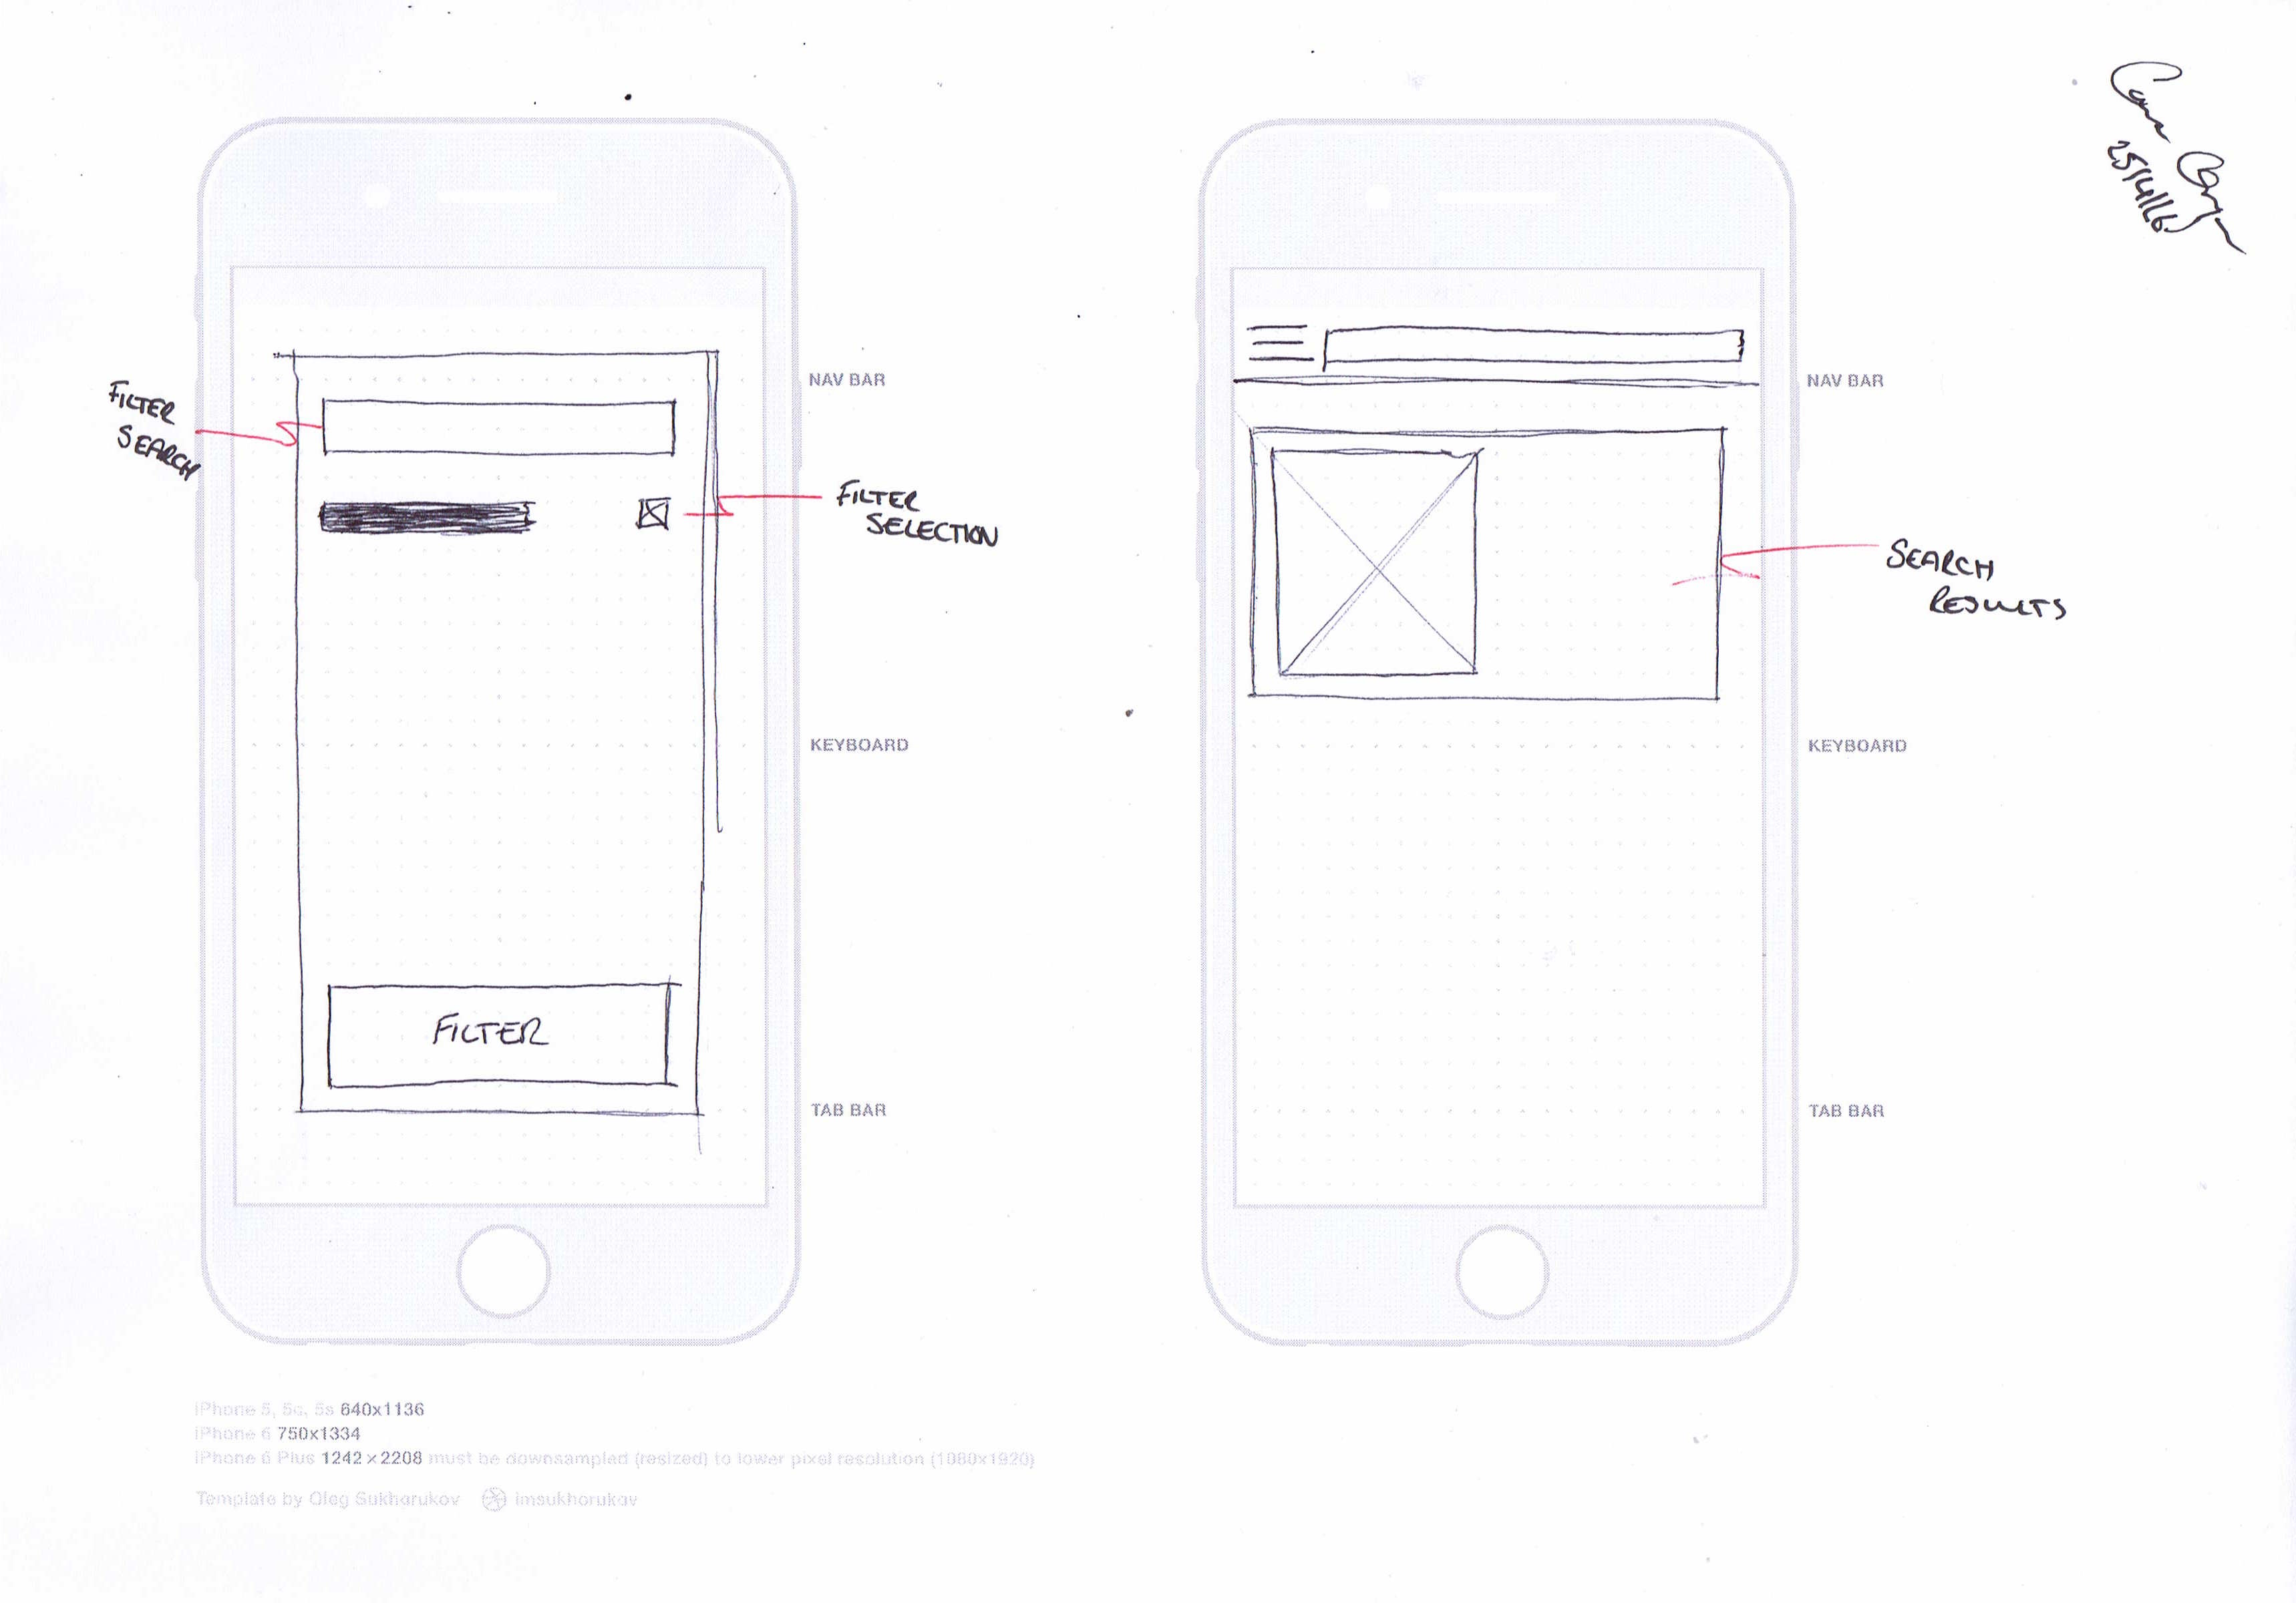 25/4/16
NAV BAR
NAV BAR
FILTER
SEARCH
FILTER
SELECTION
SEARCH
RESULTS
KEYBOARD
KEYBOARD
FILTER
TAB BAR
TAB BAR
iPhone 5, 5c, 5s 640x1136
iPhone 6 750x1334
iPhone 6 Plus 1242×2208 must be downsampled (resized) to lower pixel resolution (1080x1920)
Template by Oleg Sukhorukov imsukhorukov